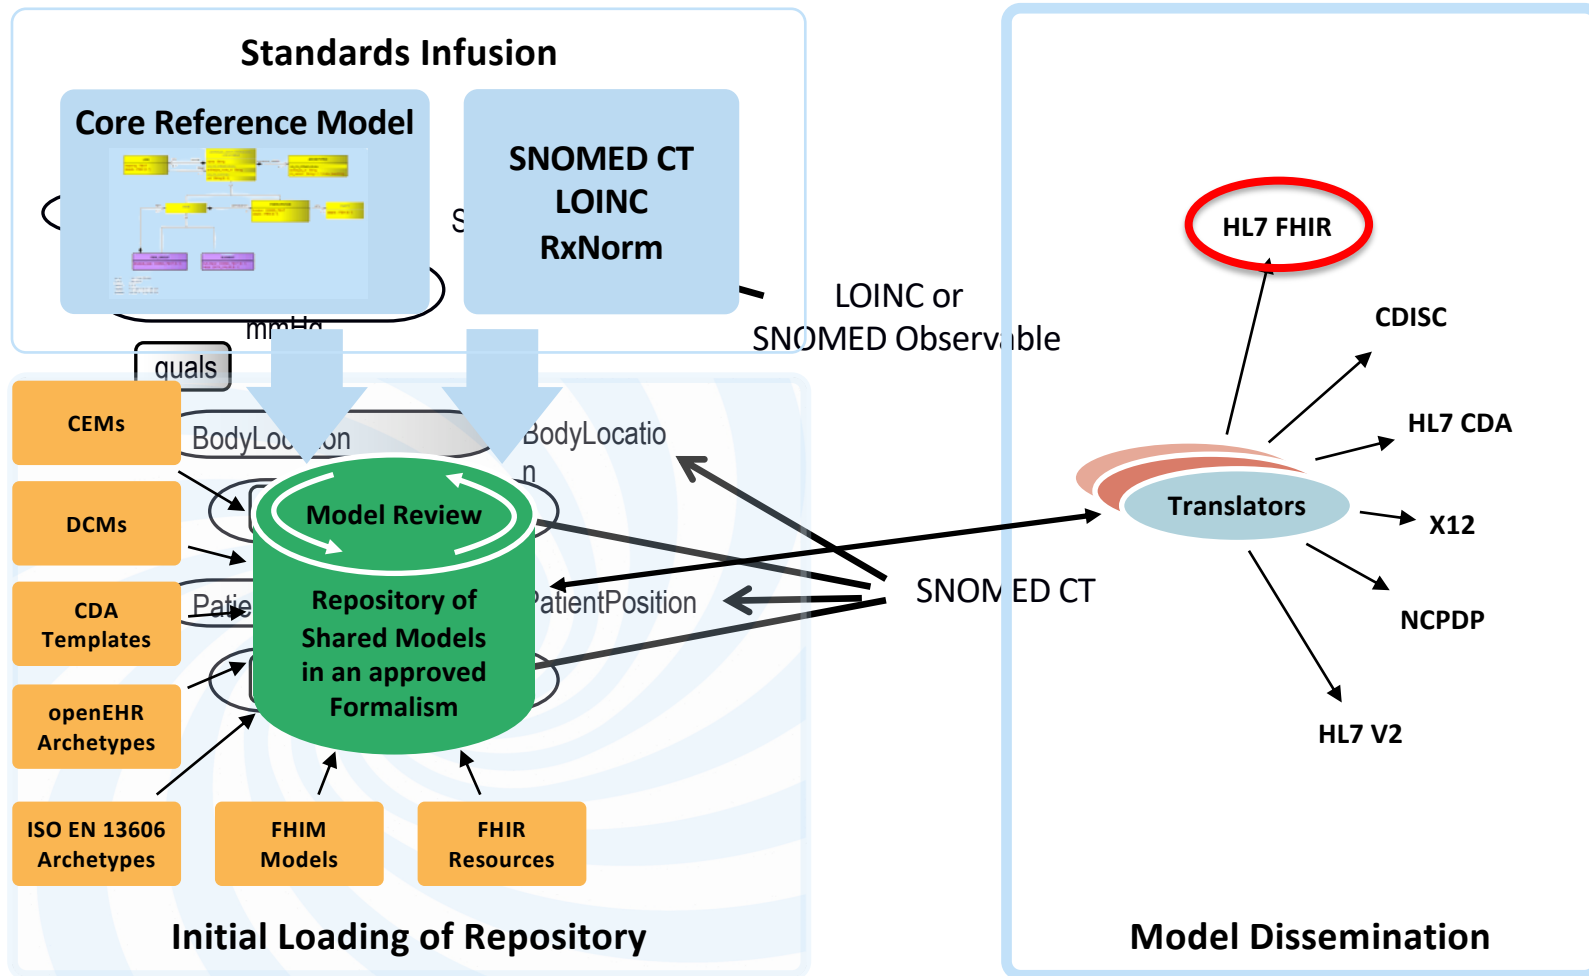 Standards Infusion
Core Reference Model
SNOMED CT
LOINC
RxNorm
S
mmHg
LOINC or
SNOMED Observable
quals
CEMs
BodyLocation
BodyLocatio
n
DCMs
Model Review
CDA
Templates
Patie
PatientPosition
SNOMED CT
Repository of
Shared Models
in an approved
Formalism
openEHR
Archetypes
ISO EN 13606
Archetypes
FHIM
Models
FHIR
Resources
Initial Loading of Repository
HL7 FHIR
CDISC
HL7 CDA
Translators
X12
NCPDP
HL7 V2
Model Dissemination